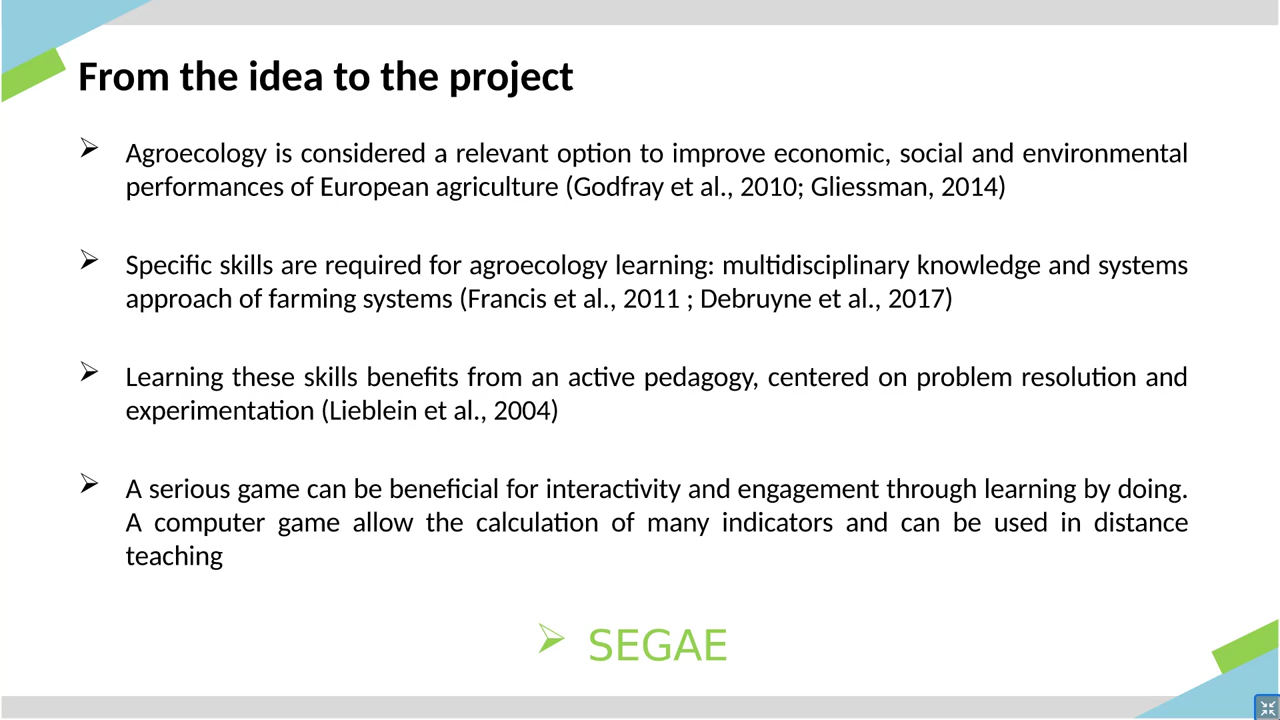 From the idea to the project
Agroecology is considered a relevant option to improve economic, social and environmental
performances of European agriculture (Godfray et al., 2010; Gliessman, 2014)
Specific skills are required for agroecology learning: multidisciplinary knowledge and systems
approach of farming systems (Francis et al., 2011 ; Debruyne et al., 2017)
Learning these skills benefits from an active pedagogy, centered on problem resolution and
experimentation (Lieblein et al., 2004)
A serious game can be beneficial for interactivity and engagement through learning by doing.
A computer game allow the calculation of many indicators and can be used in distance
teaching
SEGAE